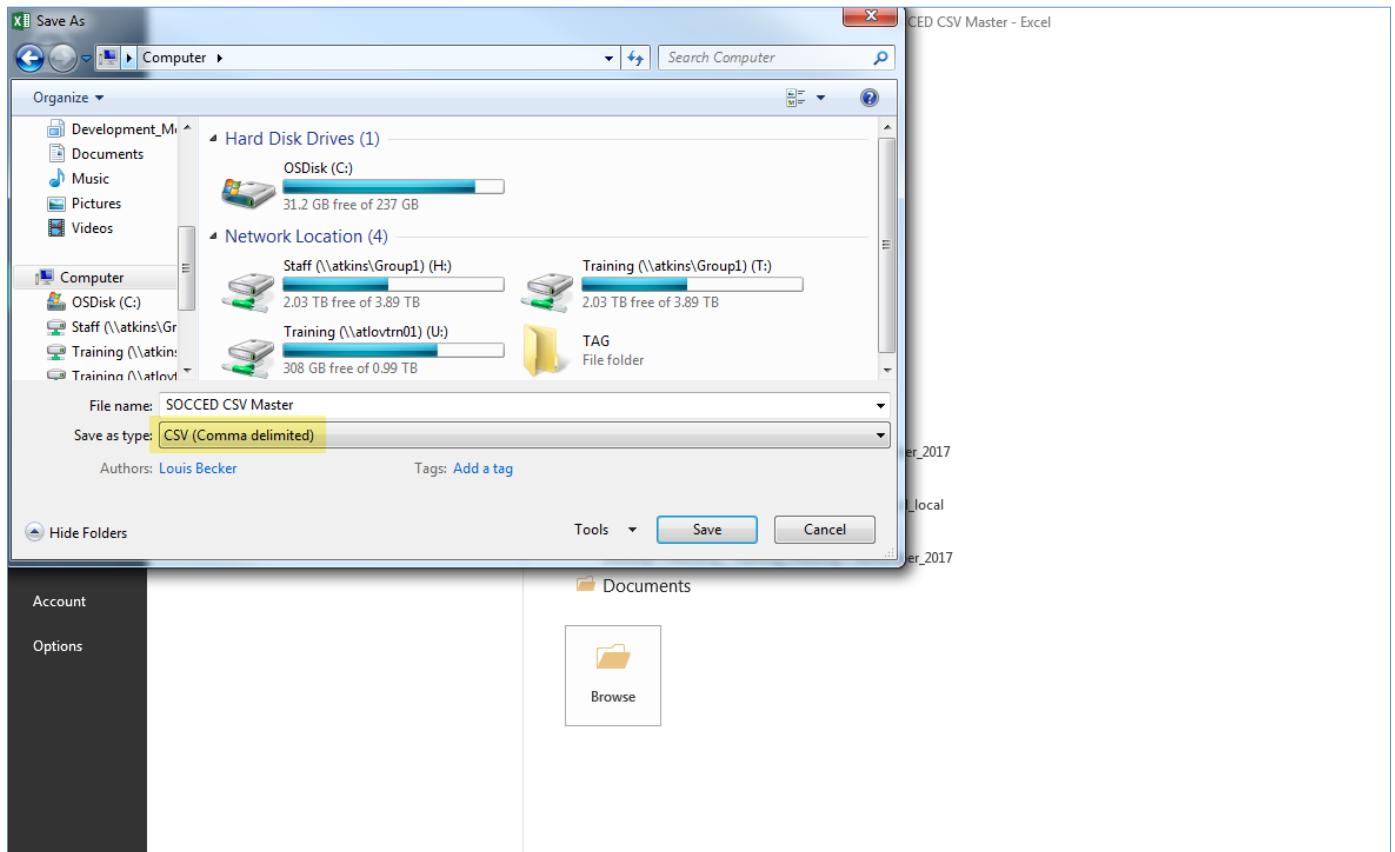 Save As
CED CSV Master - Excel
Computer
Search Computer
Organize
Development_M
Documents
Music
Pictures
Videos
Computer
OSDisk (C:)
Staff (\\atkins\Gr
Training (\\atkin
Training (\\atlovt
Hard Disk Drives (1)
OSDisk (C:)
31.2 GB free of 237 GB
Network Location (4)
Staff (\\atkins\Group1) (H:)
2.03 TB free of 3.89 TB
Training (\\atkins\Group1) (T:)
2.03 TB free of 3.89 TB
Training (\\atlovtrn01) (U:)
308 GB free of 0.99 TB
TAG
File folder
File name: SOCCED CSV Master
Save as type: CSV (Comma delimited)
Authors: Louis Becker Tags: Add a tag
Hide Folders Tools Save Cancel
er_2017
l_local
er_2017
Documents
Browse
Account
Options